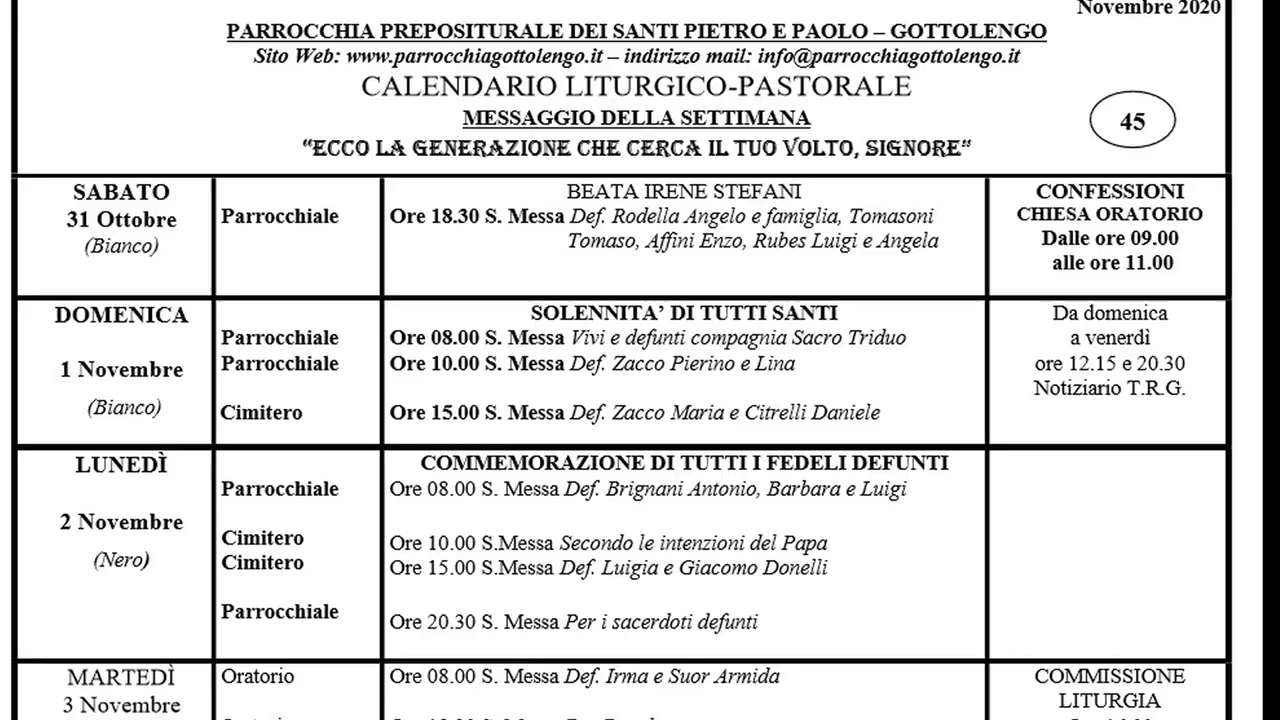 Novembre 2020
PARROCCHIA PREPOSITURALE DEI SANTI PIETRO E PAOLO – GOTTOLENGO
Sito Web: www.parrocchiagottolengo.it – indirizzo mail: info@parrocchiagottolengo.it
CALENDARIO LITURGICO-PASTORALE
MESSAGGIO DELLA SETTIMANA
45
“ECCO LA GENERAZIONE CHE CERCA IL TUO VOLTO, SIGNORE”
SABATO
31 Ottobre
(Bianco)
Parrocchiale
BEATA IRENE STEFANI
Ore 18.30 S. Messa Def. Rodella Angelo e famiglia, Tomasoni
Tomaso, Affini Enzo, Rubes Luigi e Angela
CONFESSIONI
CHIESA ORATORIO
Dalle ore 09.00
alle ore 11.00
DOMENICA
1 Novembre
(Bianco)
Parrocchiale
Parrocchiale
Cimitero
SOLENNITA’ DI TUTTI SANTI
Ore 08.00 S. Messa Vivi e defunti compagnia Sacro Triduo
Ore 10.00 S. Messa Def. Zacco Pierino e Lina
Ore 15.00 S. Messa Def. Zacco Maria e Citrelli Daniele
Da domenica
a venerdì
ore 12.15 e 20.30
Notiziario T.R.G.
LUNEDÌ
2 Novembre
(Nero)
Parrocchiale
Cimitero
Cimitero
Parrocchiale
COMMEMORAZIONE DI TUTTI I FEDELI DEFUNTI
Ore 08.00 S. Messa Def. Brignani Antonio, Barbara e Luigi
Ore 10.00 S.Messa Secondo le intenzioni del Papa
Ore 15.00 S.Messa Def. Luigia e Giacomo Donelli
Ore 20.30 S. Messa Per i sacerdoti defunti
MARTEDÌ
3 Novembre
Oratorio
Ore 08.00 S. Messa Def. Irma e Suor Armida
COMMISSIONE
LITURGIA